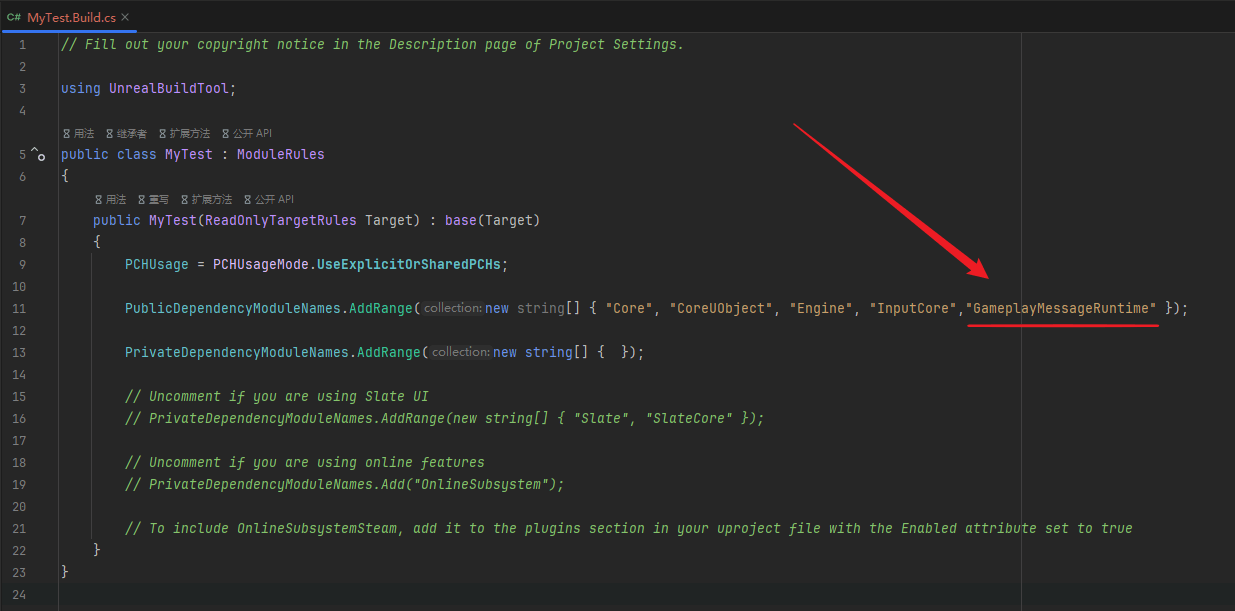 C# MyTest.Build.cs ×
1 // Fill out your copyright notice in the Description page of Project Settings.
2
3 using UnrealBuildTool;
4
用法 继承者 扩展方法 公开 API
5 public class MyTest : ModuleRules
6 {
用法 重写 扩展方法 公开 API
7 public MyTest(ReadOnlyTargetRules Target) : base(Target)
8 {
9 PCHUsage = PCHUsageMode.UseExplicitOrSharedPCHs;
10
11 PublicDependencyModuleNames.AddRange(collection:new string[] { "Core", "CoreUObject", "Engine", "InputCore","GameplayMessageRuntime" });
12
13 PrivateDependencyModuleNames.AddRange(collection:new string[] {  });
14
15 // Uncomment if you are using Slate UI
16 // PrivateDependencyModuleNames.AddRange(new string[] { "Slate", "SlateCore" });
17
18 // Uncomment if you are using online features
19 // PrivateDependencyModuleNames.Add("OnlineSubsystem");
20
21 // To include OnlineSubsystemSteam, add it to the plugins section in your uproject file with the Enabled attribute set to true
22 }
23 }
24